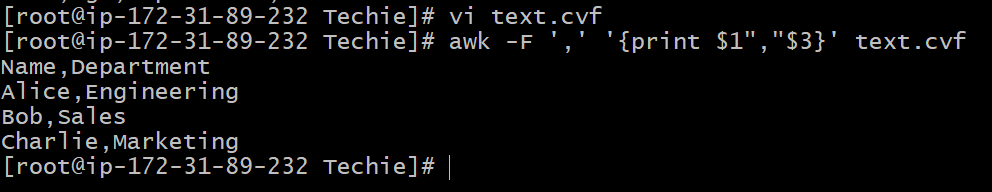 [root@ip-172-31-89-232 Techie]# vi text.cvf
[root@ip-172-31-89-232 Techie]# awk -F ',' '{print $1","$3}' text.cvf
Name,Department
Alice,Engineering
Bob,Sales
Charlie,Marketing
[root@ip-172-31-89-232 Techie]#